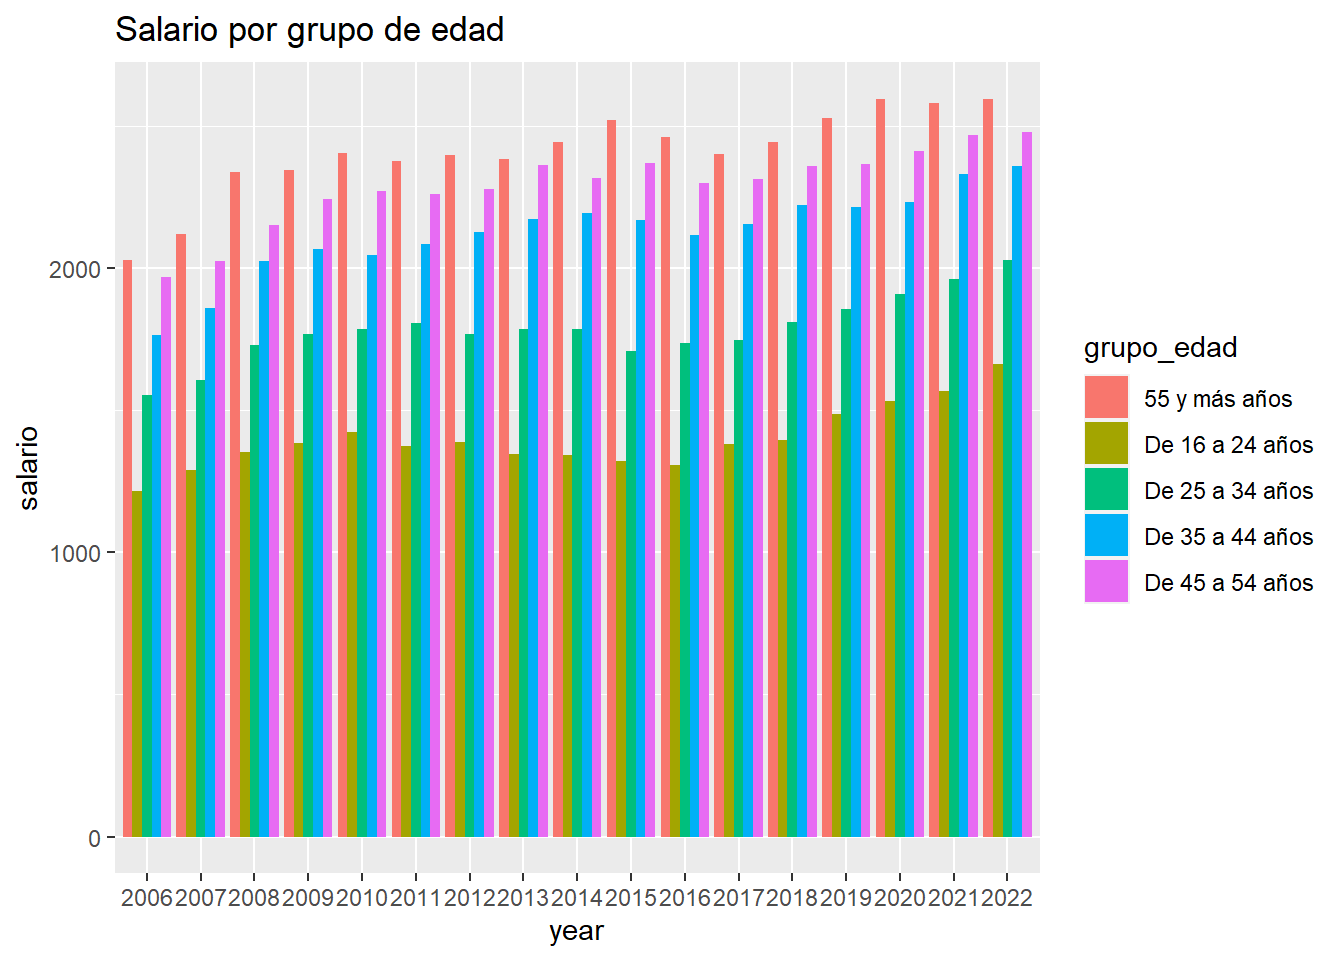 Salario por grupo de edad
salario
2000
1000
0
2006 2007 2008 2009 2010 2011 2012 2013 2014 2015 2016 2017 2018 2019 2020 2021 2022
year
grupo_edad
55 y más años
De 16 a 24 años
De 25 a 34 años
De 35 a 44 años
De 45 a 54 años